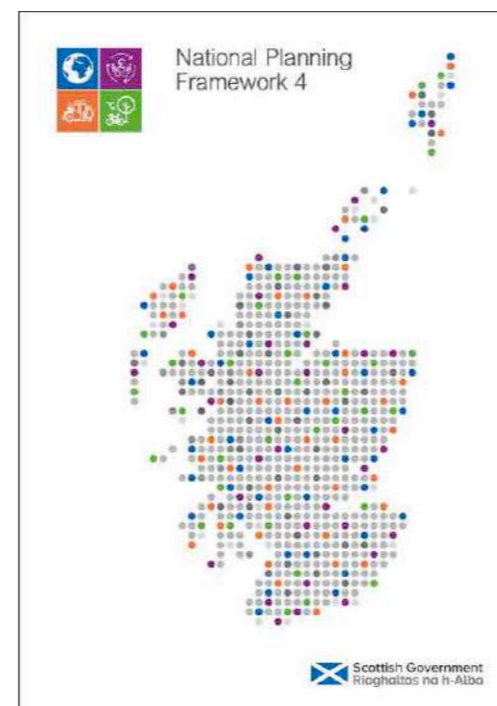 National Planning
Framework 4
Scottish Government
Riaghaltas na h-Alba